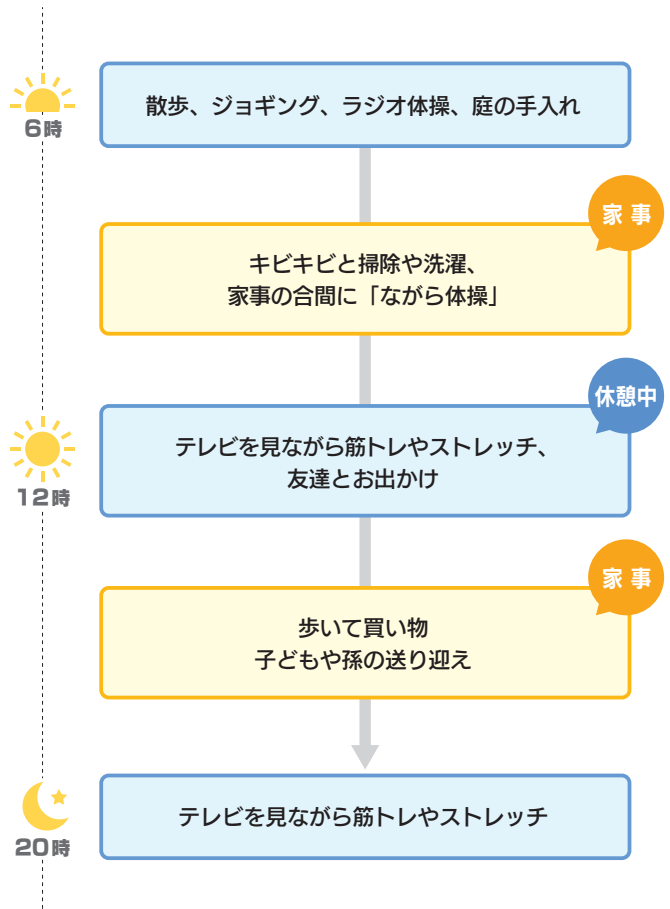 散歩、ジョギング、ラジオ体操、庭の手入れ
6時
家事
キビキビと掃除や洗濯、
家事の合間に「ながら体操」
休憩中
テレビを見ながら筋トレやストレッチ、
友達とお出かけ
12時
家事
歩いて買い物
子どもや孫の送り迎え
テレビを見ながら筋トレやストレッチ
20時